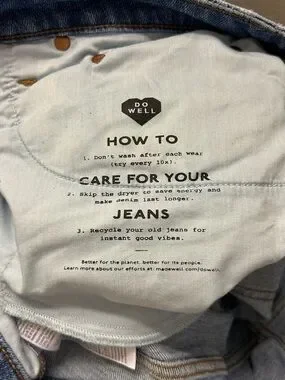 DO
WELL
HOW TO
1. Don't wash after each wear
(try every 10x).
CARE FOR YOUR
2. Skip the dryer to save energy and
make denim last longer.
JEANS
3. Recycle your old jeans for
instant good vibes.
Better for the planet, better for its people.
Learn more about our efforts at: madewell.com/dowell.